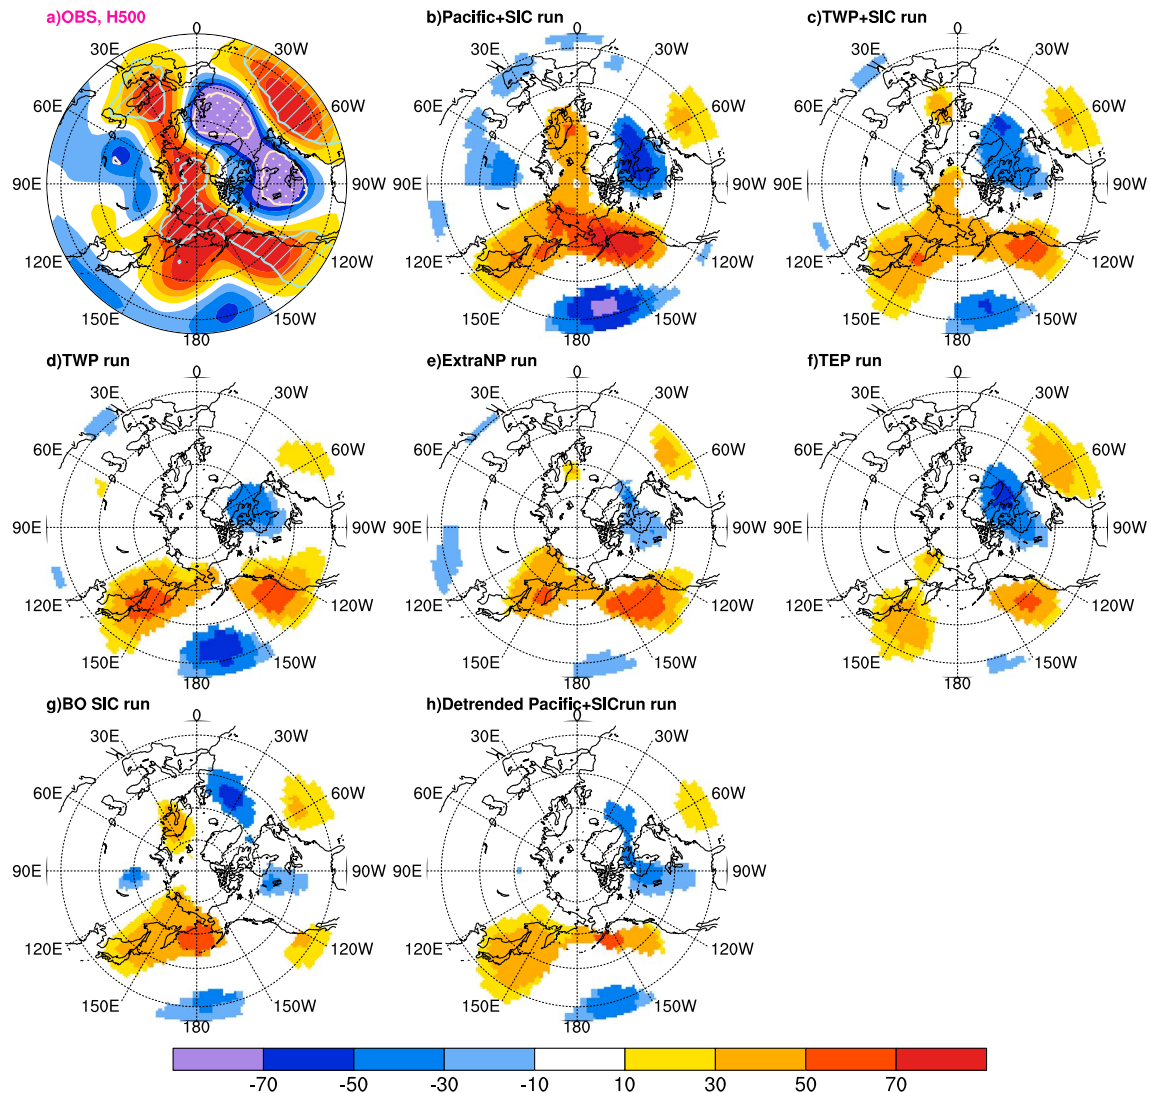 a)OBS, H500
b)Pacific+SIC run
c)TWP+SIC run
0
30E
30W
60E
60W
90E
90W
120E
120W
150E
150W
180
0
30E
30W
60E
60W
90E
90W
120E
120W
150E
150W
180
0
30E
30W
60E
60W
90E
90W
120E
120W
150E
150W
180
d)TWP run
e)ExtraNP run
f)TEP run
0
30E
30W
60E
60W
90E
90W
120E
120W
150E
150W
180
0
30E
30W
60E
60W
90E
90W
120E
120W
150E
150W
180
0
30E
30W
60E
60W
90E
90W
120E
120W
150E
150W
180
g)BO SIC run
h)Detrended Pacific+SICrun run
0
30E
30W
60E
60W
90E
90W
120E
120W
150E
150W
180
0
30E
30W
60E
60W
90E
90W
120E
120W
150E
150W
180
-70 -50 -30 -10 10 30 50 70